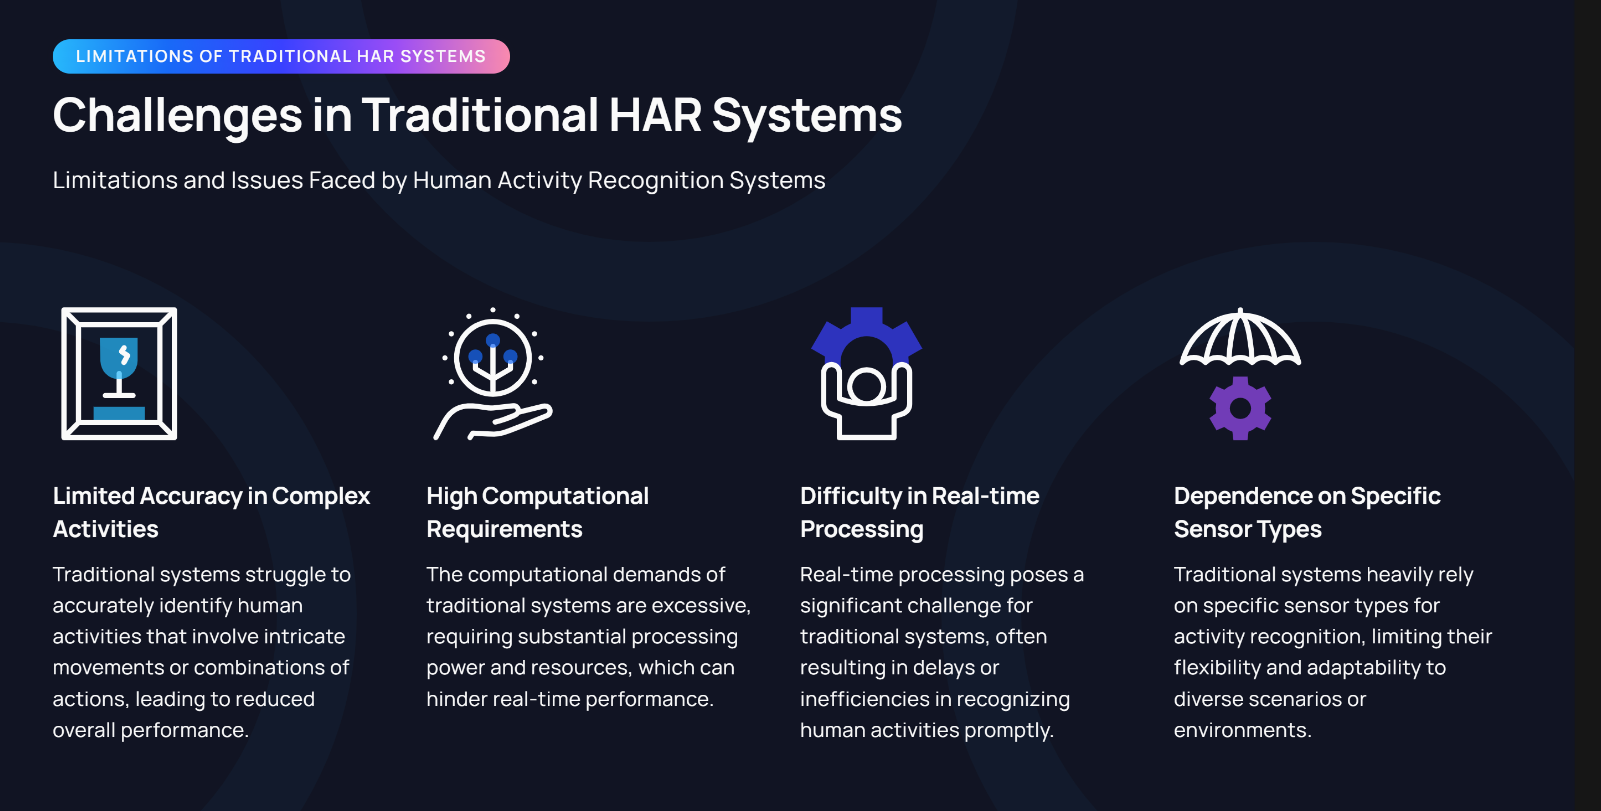 LIMITATIONS OF TRADITIONAL HAR SYSTEMS
Challenges in Traditional HAR Systems
Limitations and Issues Faced by Human Activity Recognition Systems
Limited Accuracy in Complex
Activities
Traditional systems struggle to
accurately identify human
activities that involve intricate
movements or combinations of
actions, leading to reduced
overall performance.
High Computational
Requirements
The computational demands of
traditional systems are excessive,
requiring substantial processing
power and resources, which can
hinder real-time performance.
Difficulty in Real-time
Processing
Real-time processing poses a
significant challenge for
traditional systems, often
resulting in delays or
inefficiencies in recognizing
human activities promptly.
Dependence on Specific
Sensor Types
Traditional systems heavily rely
on specific sensor types for
activity recognition, limiting their
flexibility and adaptability to
diverse scenarios or
environments.